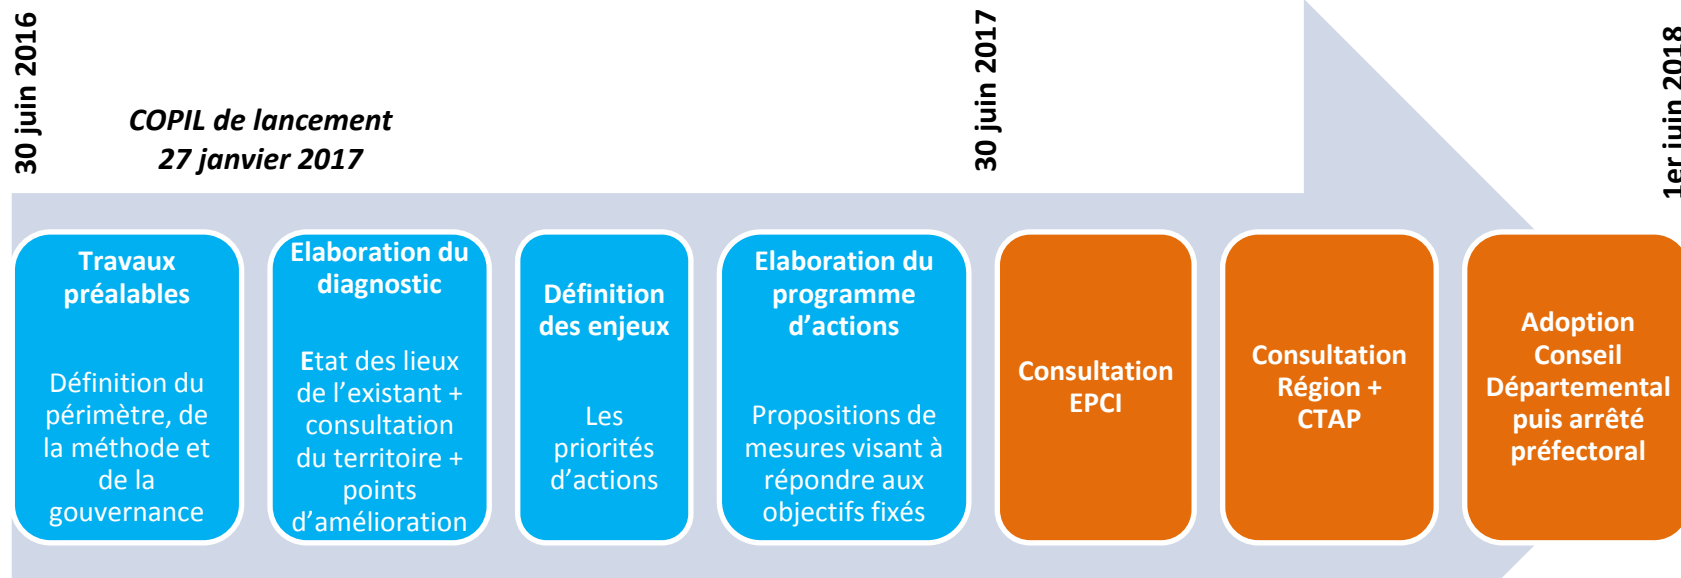 30 juin 2016
COPIL de lancement
27 janvier 2017
30 juin 2017
1er juin 2018
Travaux
préalables
Définition du
périmètre, de
la méthode et
de la
gouvernance
Elaboration du
diagnostic
Etat des lieux
de l’existant +
consultation
du territoire +
points
d’amélioration
Définition
des enjeux
Les
priorités
d’actions
Elaboration du
programme
d’actions
Propositions de
mesures visant à
répondre aux
objectifs fixés
Consultation
EPCI
Consultation
Région +
CTAP
Adoption
Conseil
Départemental
puis arrêté
préfectoral